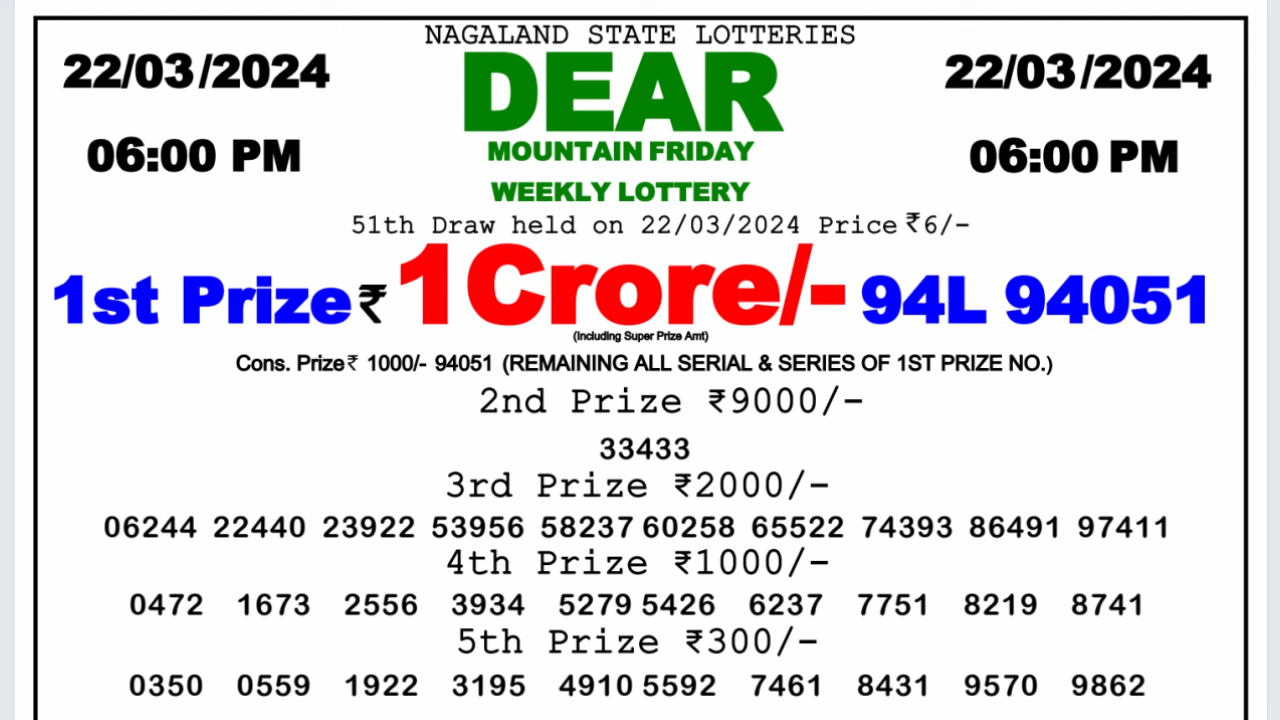 NAGALAND STATE LOTTERIES
22/03/2024 DEAR 22/03/2024
06:00 PM MOUNTAIN FRIDAY 06:00 PM
WEEKLY LOTTERY
51th Draw held on 22/03/2024 Price ₹6/-
1st Prize ₹ 1Crore/- 94L 94051
(Including Super Prize Amt)
Cons. Prize ₹ 1000/- 94051 (REMAINING ALL SERIAL & SERIES OF 1ST PRIZE NO.)
2nd Prize ₹9000/-
33433
3rd Prize ₹2000/-
06244 22440 23922 53956 58237 60258 65522 74393 86491 97411
4th Prize ₹1000/-
0472 1673 2556 3934 5279 5426 6237 7751 8219 8741
5th Prize ₹300/-
0350 0559 1922 3195 4910 5592 7461 8431 9570 9862